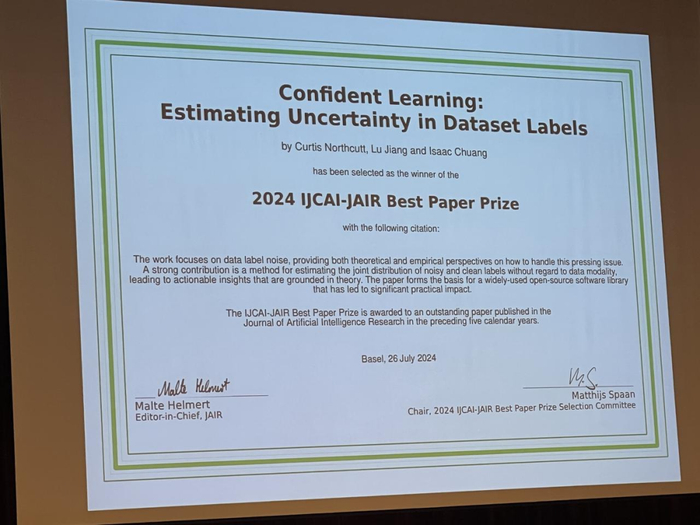 Confident Learning:
Estimating Uncertainty in Dataset Labels
by Curtis Northcutt, Lu Jiang and Isaac Chuang
has been selected as the winner of the
2024 IJCAI-JAIR Best Paper Prize
with the following citation:
The work focuses on data label noise, providing both theoretical and empirical perspectives on how to handle this pressing issue.
A strong contribution is a method for estimating the joint distribution of noisy and clean labels without regard to data modality,
leading to actionable insights that are grounded in theory. The paper forms the basis for a widely-used open-source software library
that has led to significant practical impact.
The IJCAI-JAIR Best Paper Prize is awarded to an outstanding paper published in the
Journal of Artificial Intelligence Research in the preceding five calendar years.
Basel, 26 July 2024
Malte Helmert
Malte Helmert
Editor-in-Chief, JAIR
M.S.
Matthijs Spaan
Chair, 2024 IJCAI-JAIR Best Paper Prize Selection Committee